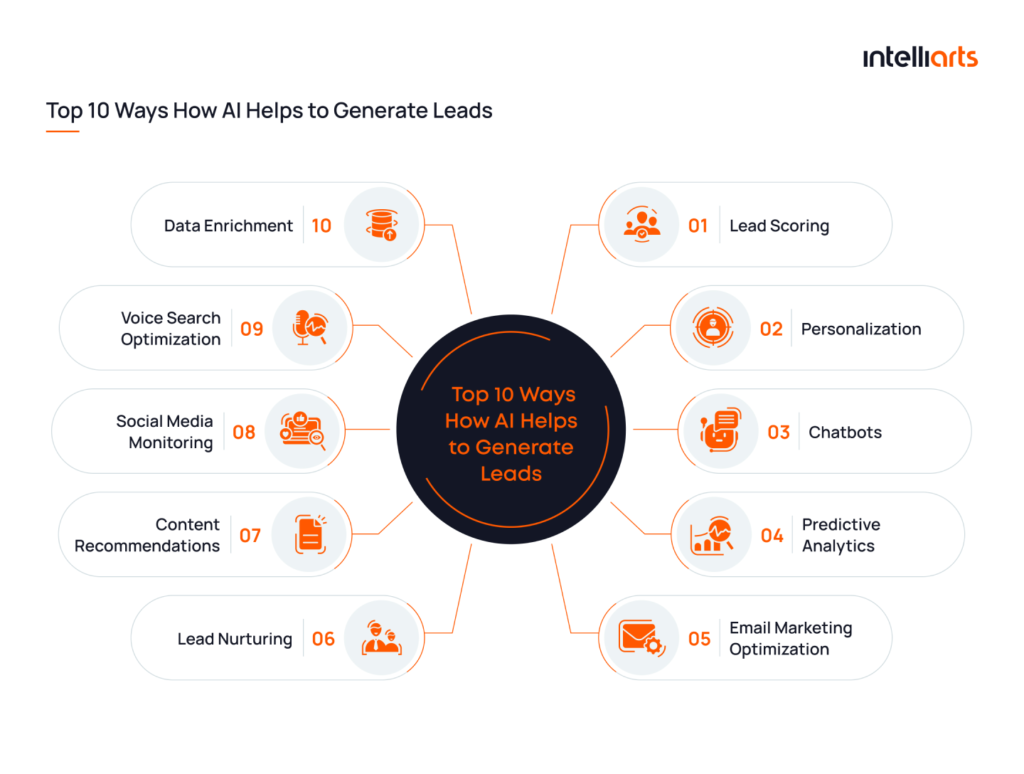 intelliarts
Top 10 Ways How AI Helps to Generate Leads
Data Enrichment 10
01 Lead Scoring
Voice Search
Optimization
09
02 Personalization
Top 10 Ways
How AI Helps
to Generate
Leads
Social Media
Monitoring
08
03 Chatbots
Content
Recommendations
07
04
Predictive
Analytics
Lead Nurturing 06
05
Email Marketing
Optimization